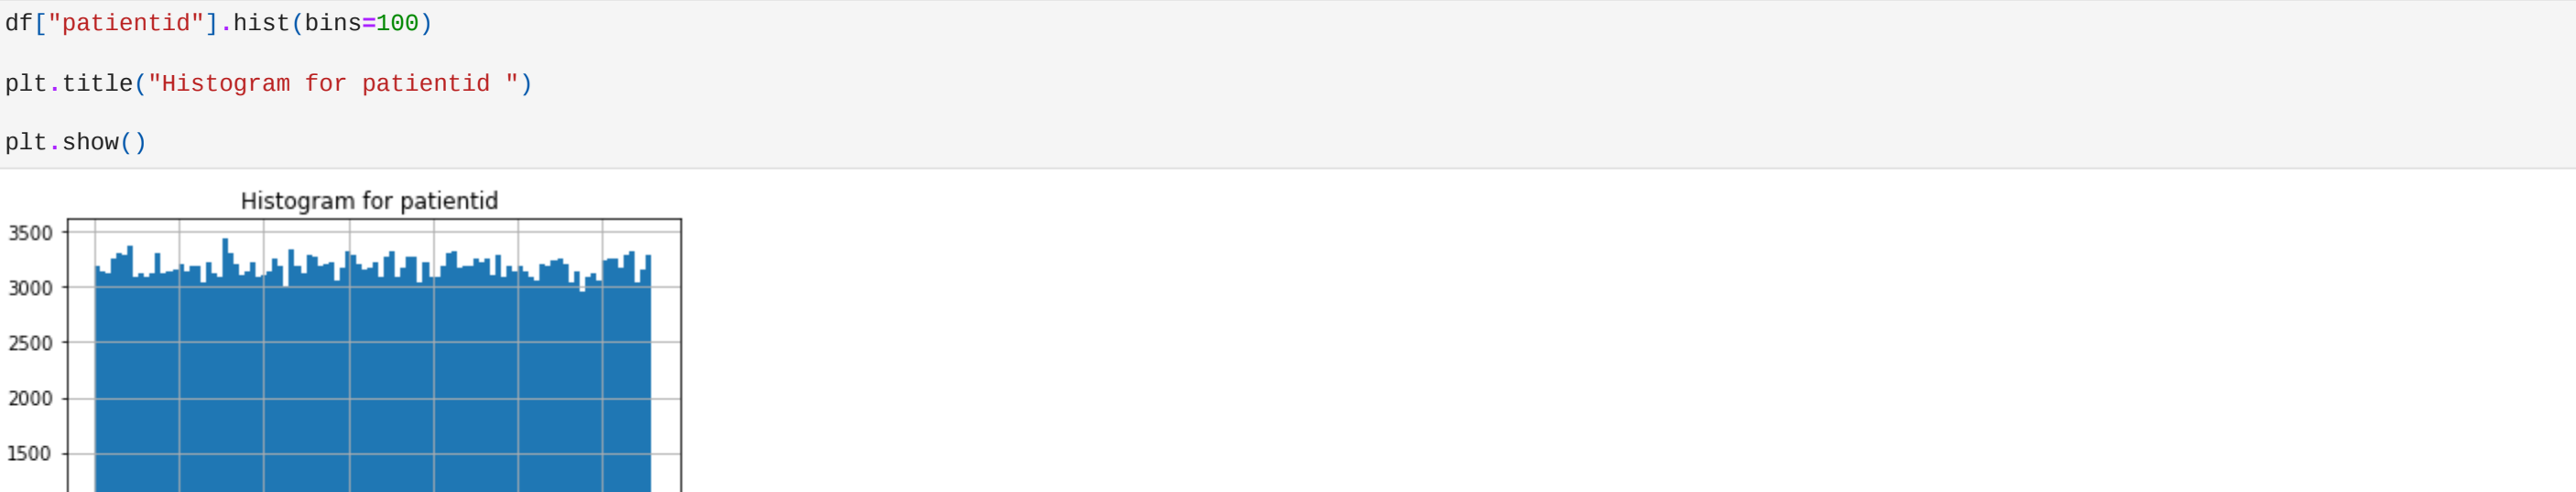 df["patientid"].hist(bins=100)
plt.title("Histogram for patientid ")
plt.show()
Histogram for patientid
3500
3000
2500
2000
1500